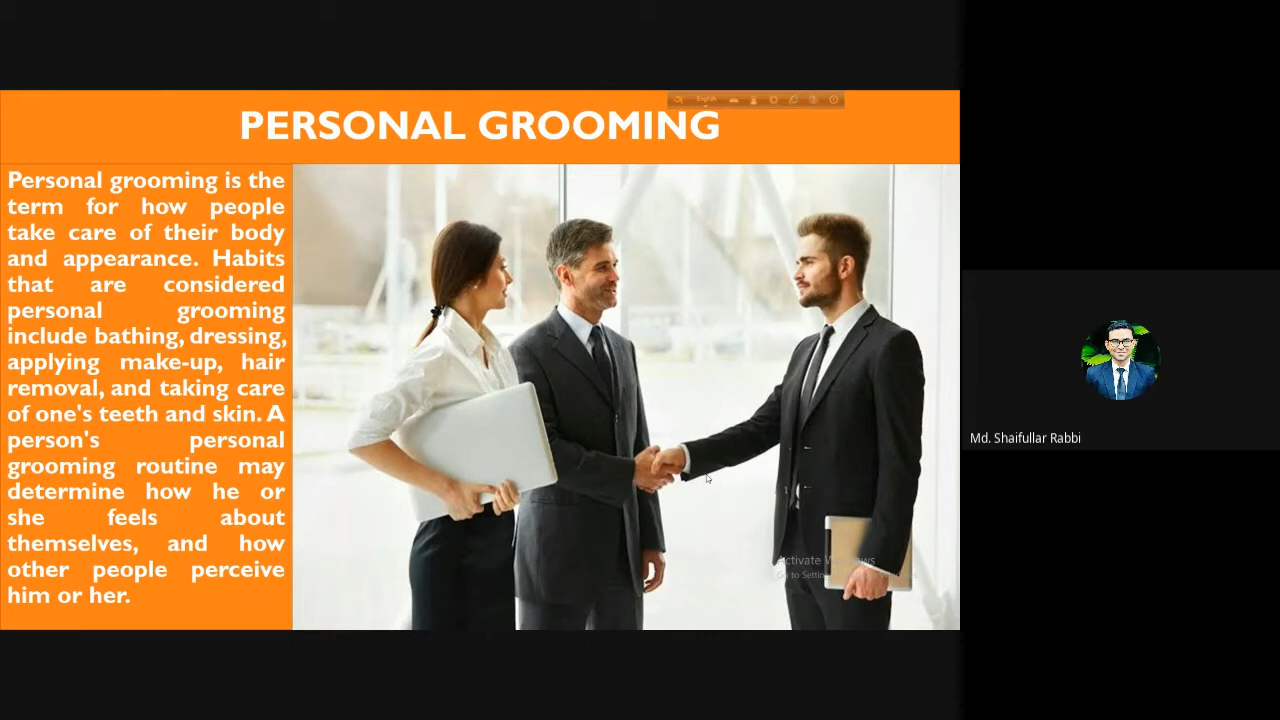 English
PERSONAL GROOMING
Personal grooming is the
term for how people
take care of their body
and appearance. Habits
that are considered
personal grooming
include bathing, dressing,
applying make-up, hair
removal, and taking care
of one's teeth and skin. A
person's personal
grooming routine may
determine how he or
she feels about
themselves, and how
other people perceive
him or her.
Activate Windows
Go to
Md. Shaifullar Rabbi